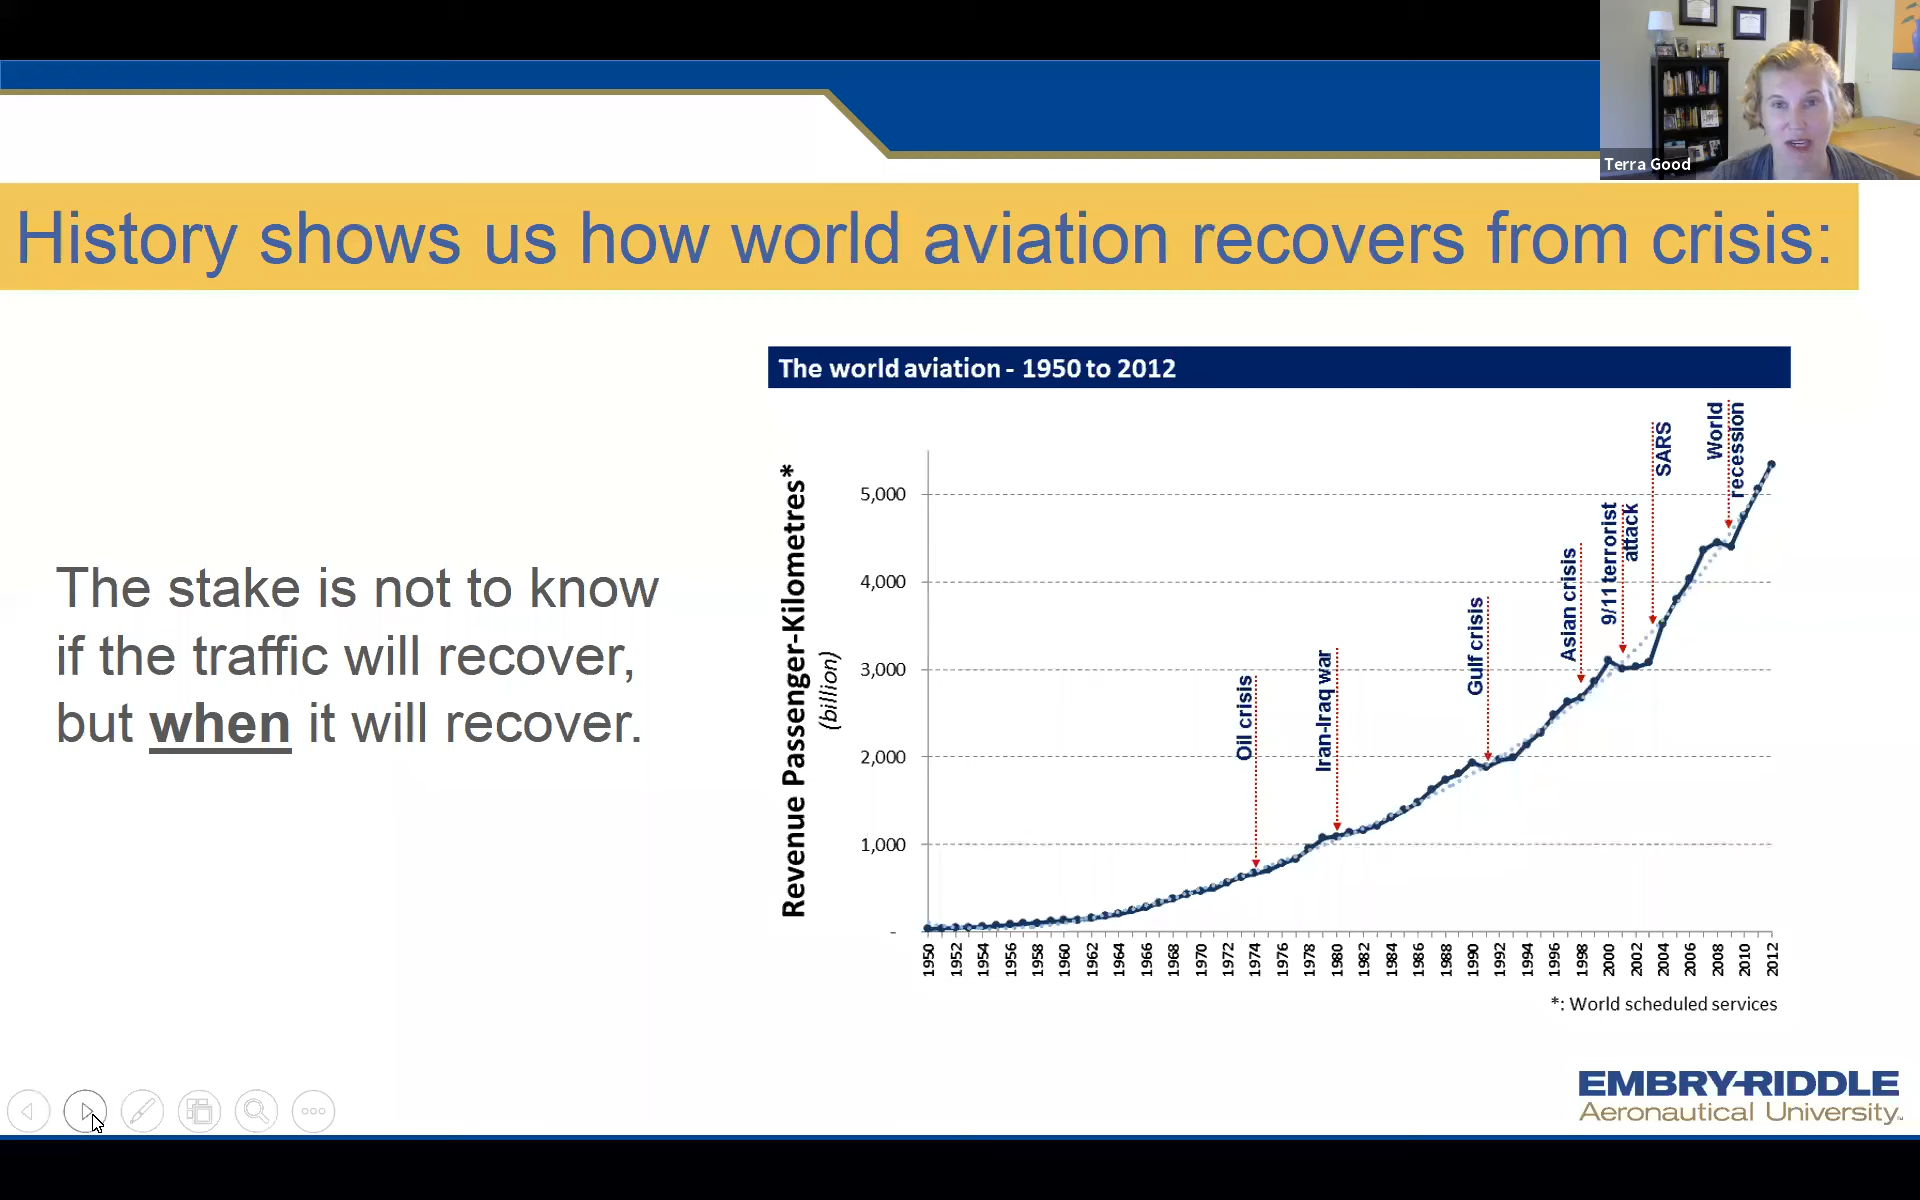 Terra Good
History shows us how world aviation recovers from crisis:
The stake is not to know
if the traffic will recover,
but when it will recover.
The world aviation - 1950 to 2012
Revenue Passenger-Kilometres*
(billion)
5,000
4,000
3,000
2,000
1,000
-
Oil crisis
Iran-Iraq war
Gulf crisis
Asian crisis
9/11 terrorist
attack
SARS
World
recession
1950 1952 1954 1956 1958 1960 1962 1964 1966 1968 1970 1972 1974 1976 1978 1980 1982 1984 1986 1988 1990 1992 1994 1996 1998 2000 2002 2004 2006 2008 2010 2012
*: World scheduled services
EMBRY-RIDDLE
Aeronautical University